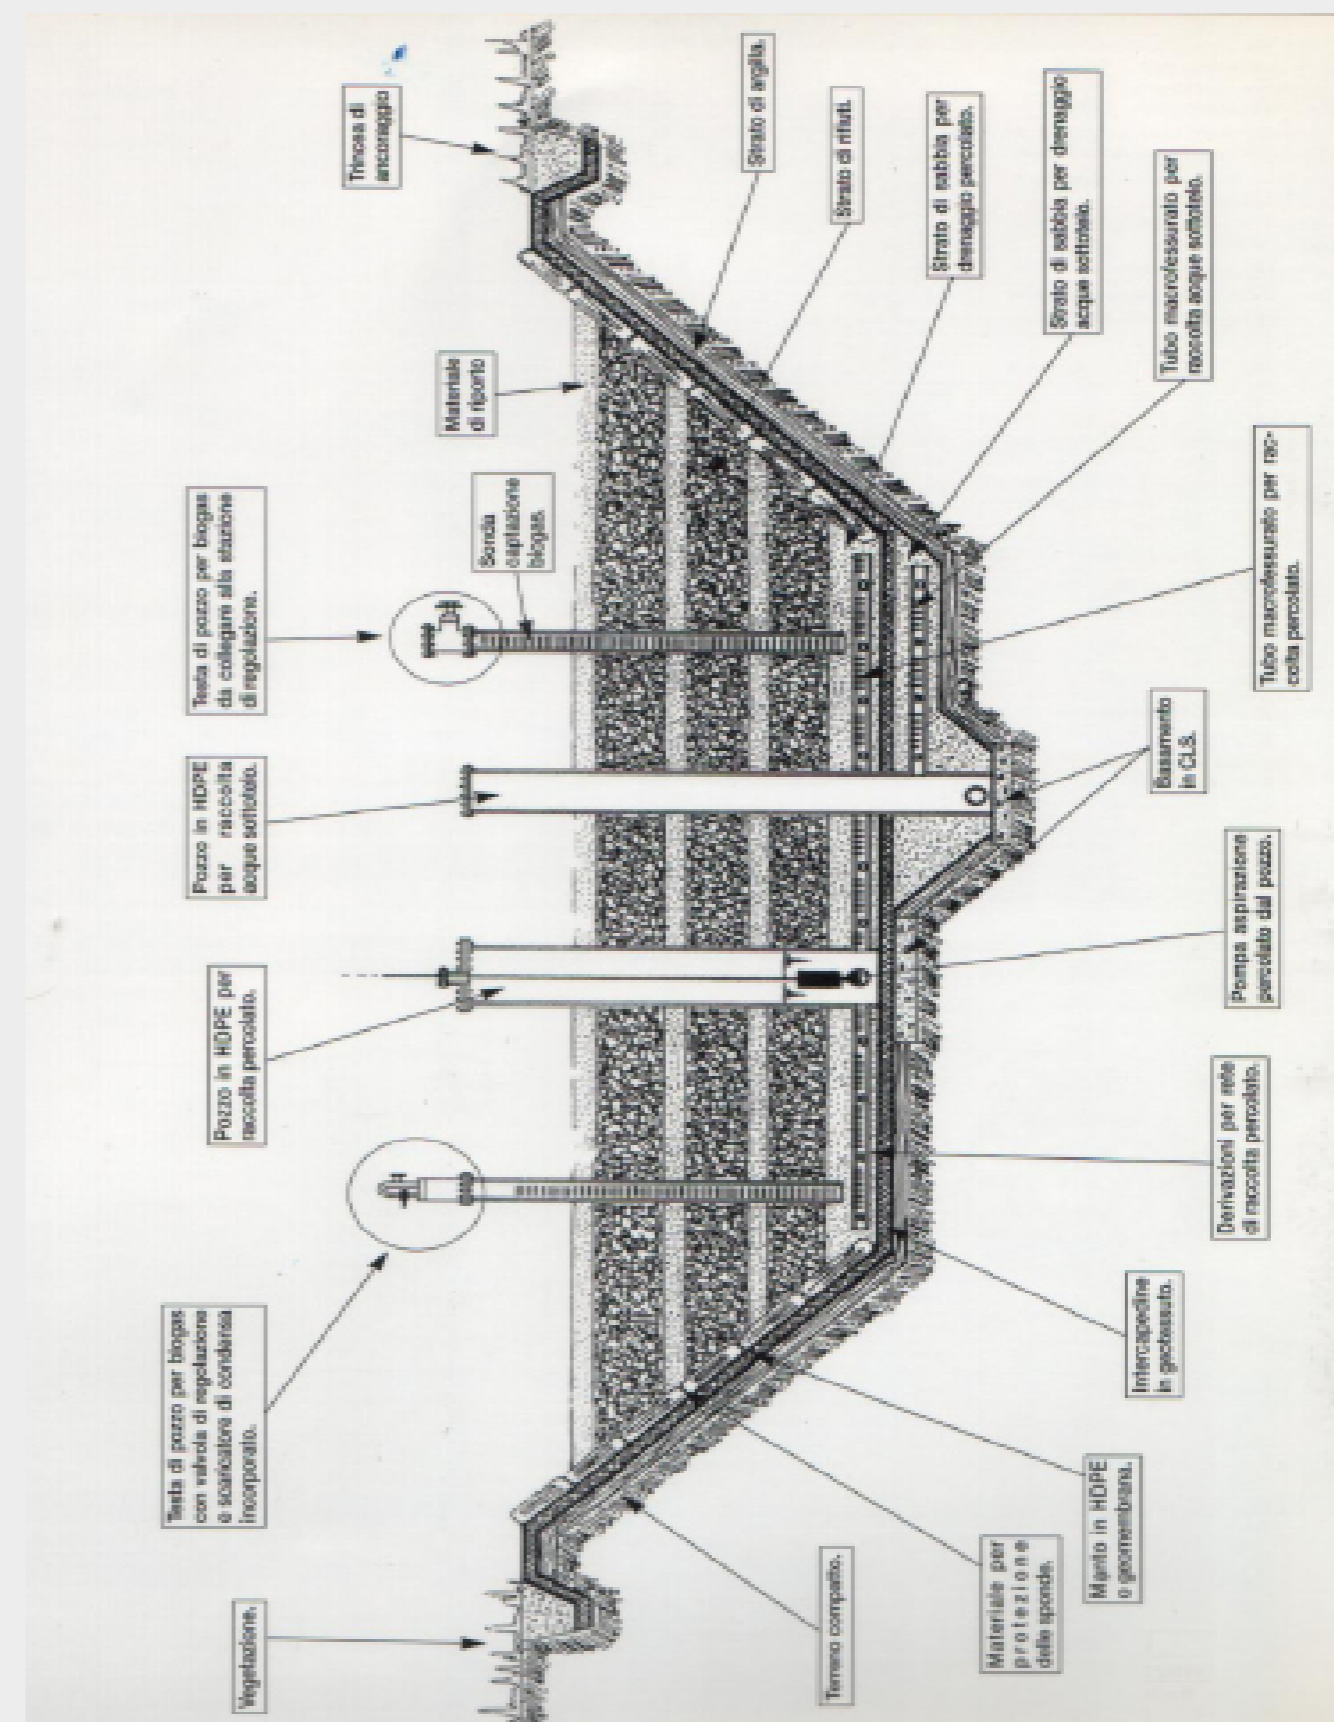 Vegetazione.
Testa di pozzo per biogas
con valvola di regolazione
e scaricatore di condensa
incorporato.
Pozzo in HDPE per
raccolta percolato.
Pozzo in HDPE
per raccolta
acque sottotelo.
Testa di pozzo per biogas
da collegare alla stazione
di regolazione.
Sonda
captazione
biogas.
Materiale
di riporto
Trincea di
ancoraggio
Terreno compatto.
Materiale per
protezione
delle sponde.
Manto in HDPE
o geomembrana.
Intercapedine
in geotessuto.
Derivazioni per rete
di raccolta percolato.
Pompa aspirazione
percolato dal pozzo.
Basamento
in CLS.
Tubo macrofessurato per rac-
colta percolato.
Tubo macrofessurato per
raccolta acque sottotelo.
Strato di sabbia per drenaggio
acque sottotelo.
Strato di sabbia per
drenaggio percolato.
Strato di rifiuti.
Strato di argilla.